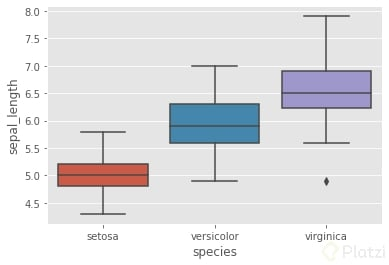 8.0
7.5
7.0
6.5
6.0
5.5
5.0
4.5
sepal_length
setosa
versicolor
virginica
species
Platzi